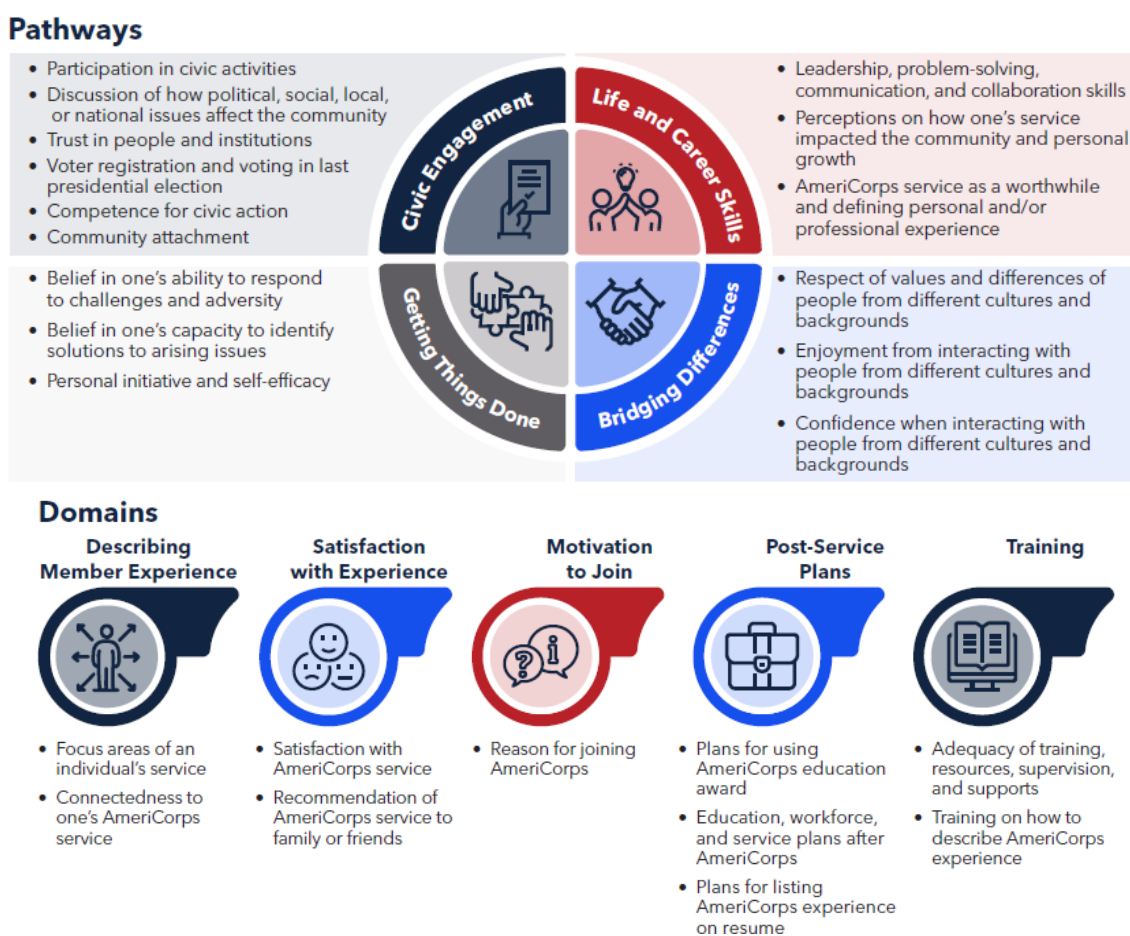 Pathways
• Participation in civic activities
• Discussion of how political, social, local,
or national issues affect the community
• Trust in people and institutions
• Voter registration and voting in last
presidential election
• Competence for civic action
• Community attachment
Civic Engagement
Life and Career Skills
• Leadership, problem-solving,
communication, and collaboration skills
• Perceptions on how one's service
impacted the community and personal
growth
• AmeriCorps service as a worthwhile
and defining personal and/or
professional experience
• Belief in one's ability to respond
to challenges and adversity
• Belief in one's capacity to identify
solutions to arising issues
• Personal initiative and self-efficacy
Getting Things Done
Bridging Differences
• Respect of values and differences of
people from different cultures and
backgrounds
• Enjoyment from interacting with
people from different cultures and
backgrounds
• Confidence when interacting with
people from different cultures and
backgrounds
Domains
Describing
Member Experience
• Focus areas of an
individual's service
• Connectedness to
one's AmeriCorps
service
Satisfaction
with Experience
• Satisfaction with
AmeriCorps service
• Recommendation of
AmeriCorps service to
family or friends
Motivation
to Join
? i
• Reason for joining
AmeriCorps
Post-Service
Plans
• Plans for using
AmeriCorps education
award
• Education, workforce,
and service plans after
AmeriCorps
• Plans for listing
AmeriCorps experience
on resume
Training
• Adequacy of training,
resources, supervision,
and supports
• Training on how to
describe AmeriCorps
experience